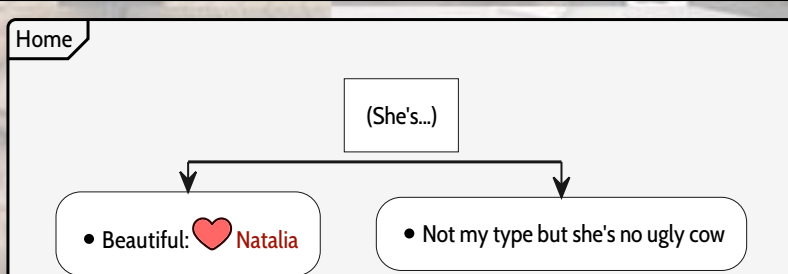 Home
(She's...)
• Beautiful: Natalia
• Not my type but she's no ugly cow